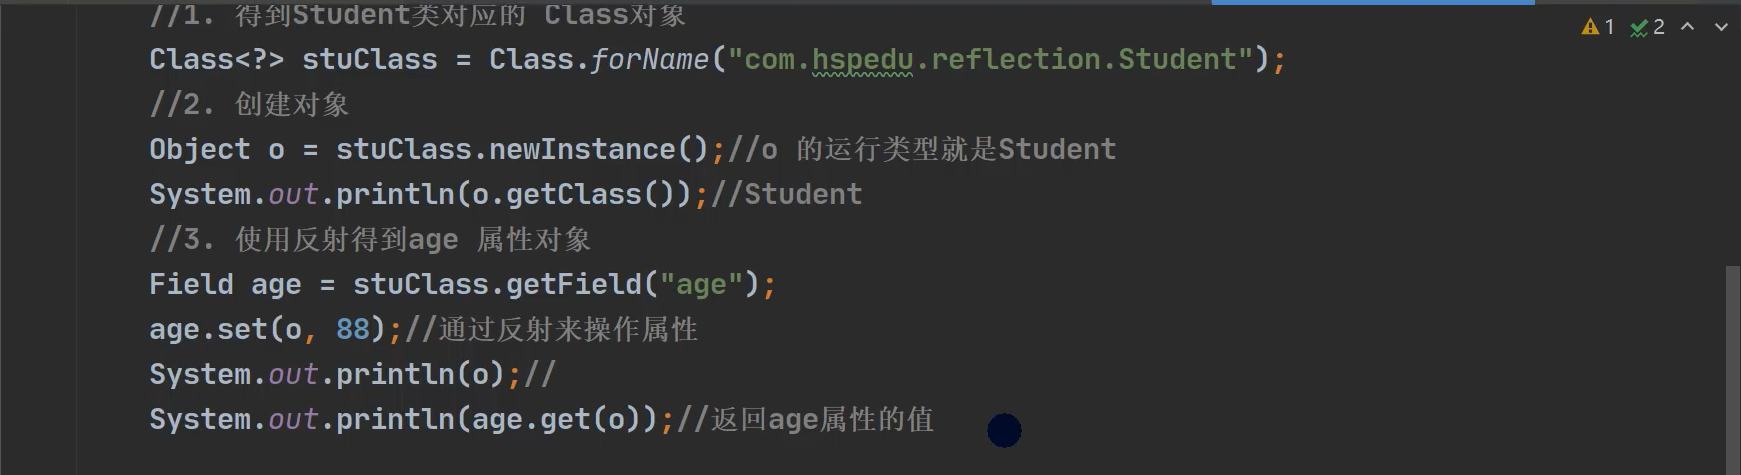 //1. 得到Student类对应的 Class对象
1 2
Class<?> stuClass = Class.forName("com.hspedu.reflection.Student");
//2. 创建对象
Object o = stuClass.newInstance();//o 的运行类型就是Student
System.out.println(o.getClass());//Student
//3. 使用反射得到age 属性对象
Field age = stuClass.getField("age");
age.set(o, 88);//通过反射来操作属性
System.out.println(o);//
System.out.println(age.get(o));//返回age属性的值